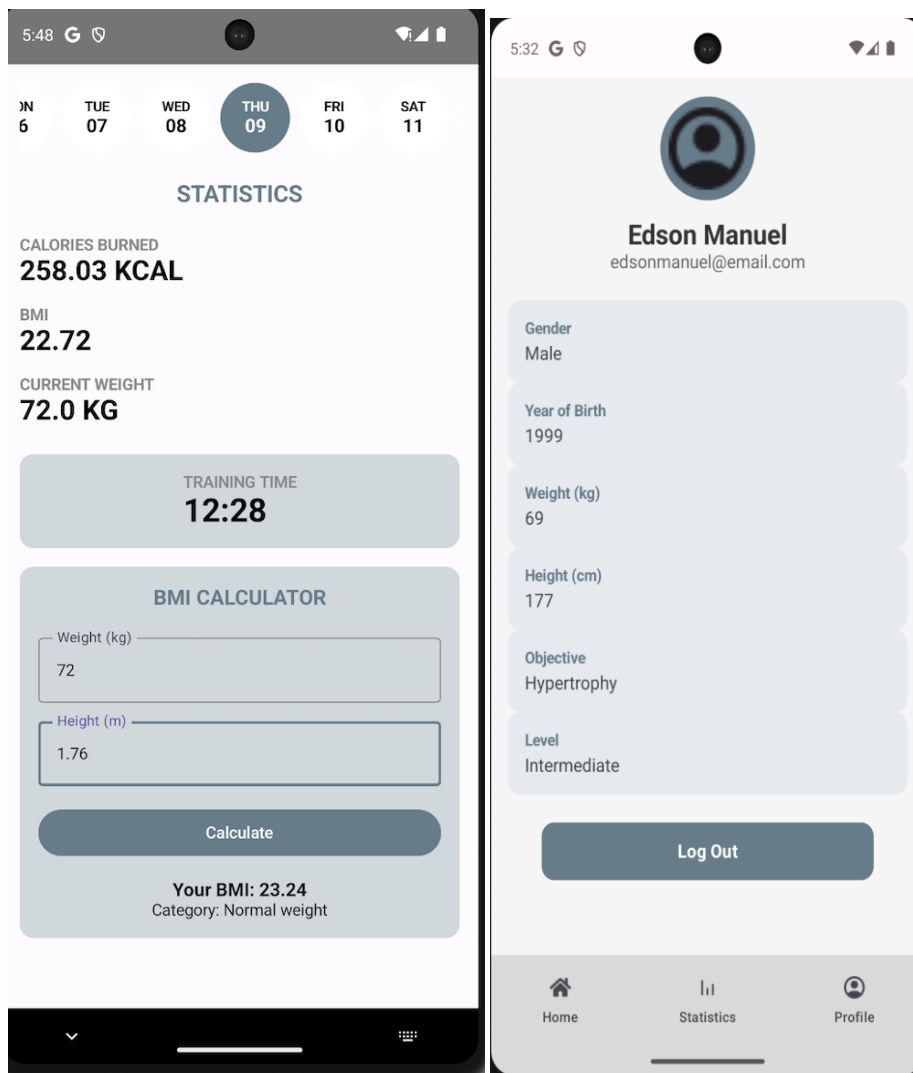 5:48 G
ON TUE WED THU FRI SAT
6 07 08 09 10 11
STATISTICS
CALORIES BURNED
258.03 KCAL
BMI
22.72
CURRENT WEIGHT
72.0 KG
TRAINING TIME
12:28
BMI CALCULATOR
Weight (kg)
72
Height (m)
1.76
Calculate
Your BMI: 23.24
Category: Normal weight
5:32 G
Edson Manuel
edsonmanuel@email.com
Gender
Male
Year of Birth
1999
Weight (kg)
69
Height (cm)
177
Objective
Hypertrophy
Level
Intermediate
Log Out
Home Statistics Profile